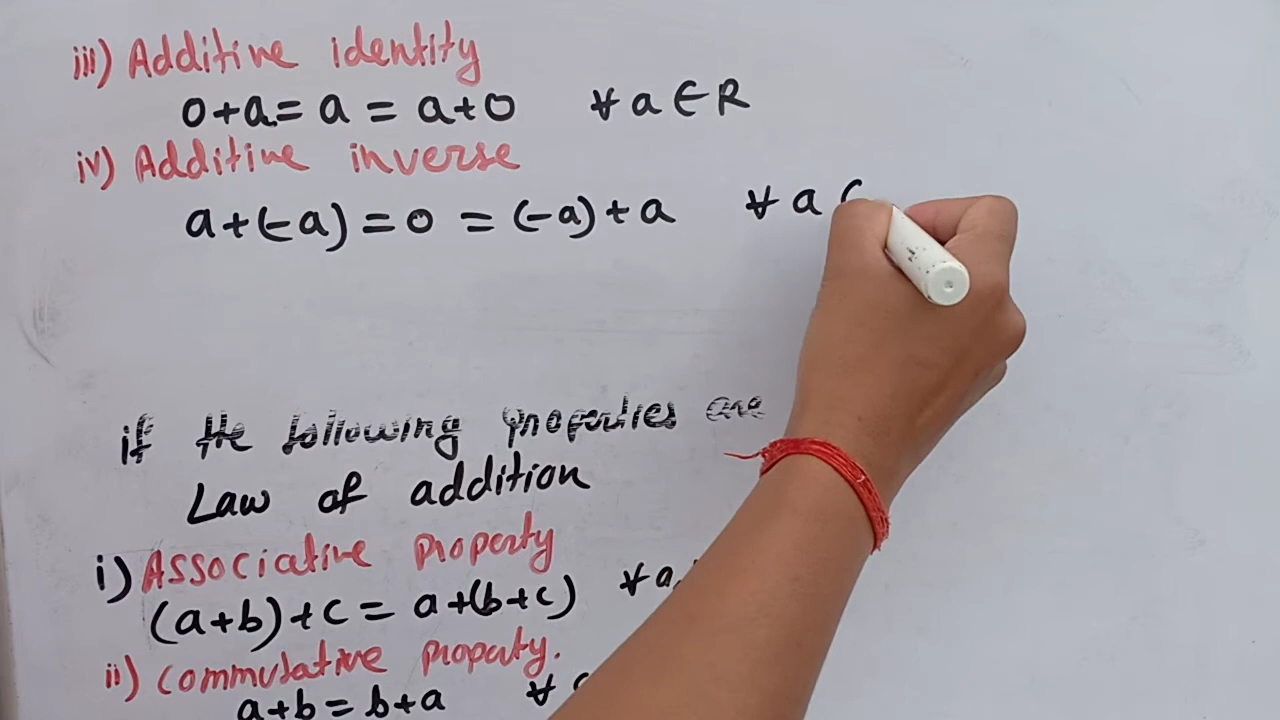 iii) Additive identity
0+a = a = a+0 ∀ a ∈ R
iv) Additive inverse
a+(-a) = 0 = (-a)+a ∀ a
if the following properties are
Law of addition
i) Associative property
(a+b)+c = a+(b+c) ∀ a,
ii) commutative property.
a+b = b+a ∀